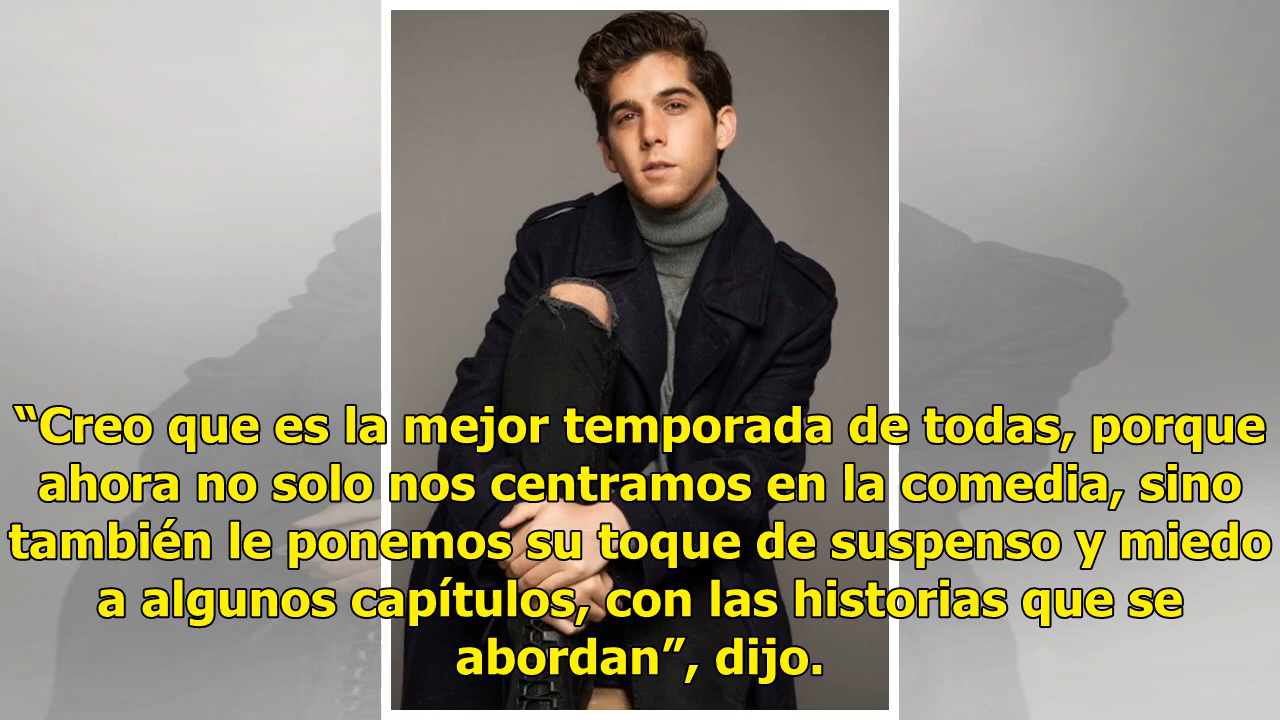 “Creo que es la mejor temporada de todas, porque
ahora no solo nos centramos en la comedia, sino
también le ponemos su toque de suspenso y miedo
a algunos capítulos, con las historias que se
abordan”, dijo.